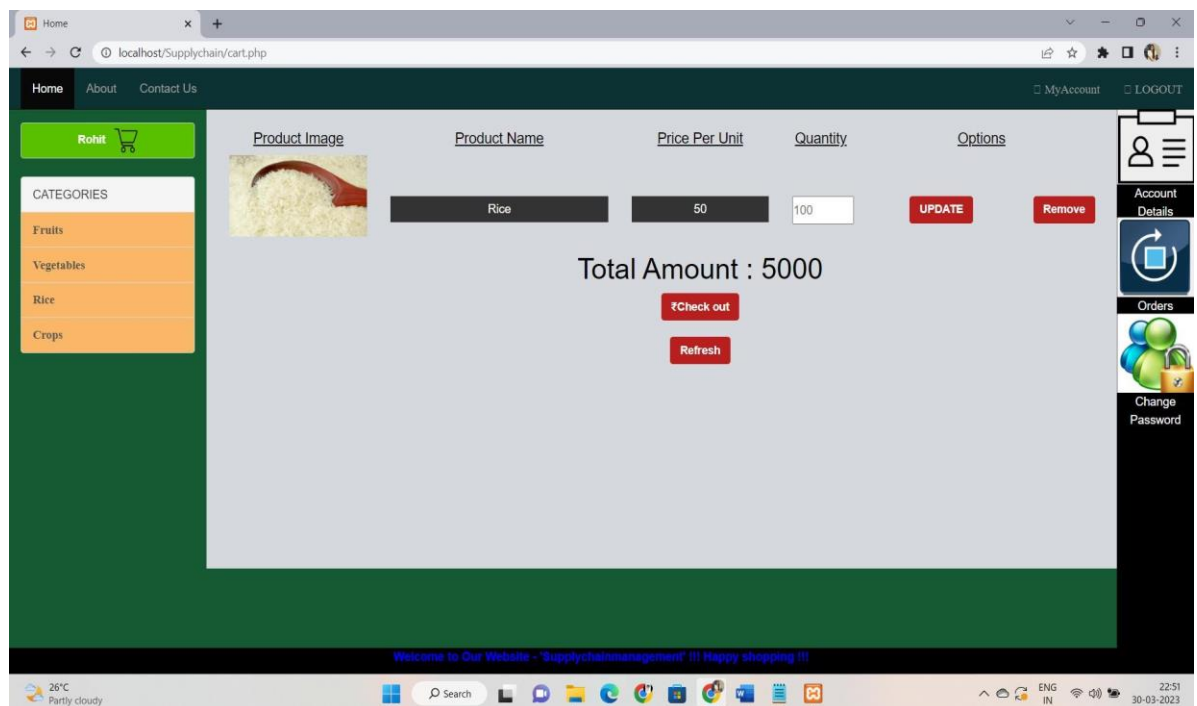 Home
localhost/Supplychain/cart.php
Home About Contact Us MyAccount LOGOUT
Rohit
CATEGORIES
Fruits
Vegetables
Rice
Crops
Product Image Product Name Price Per Unit Quantity Options
Rice 50 100 UPDATE Remove
Total Amount : 5000
₹Check out
Refresh
Account
Details
Orders
Change
Password
Welcome to Our Website - 'Supplychainmanagement' !!! Happy shopping !!!
26°C
Partly cloudy
Search
ENG
IN
22:51
30-03-2023